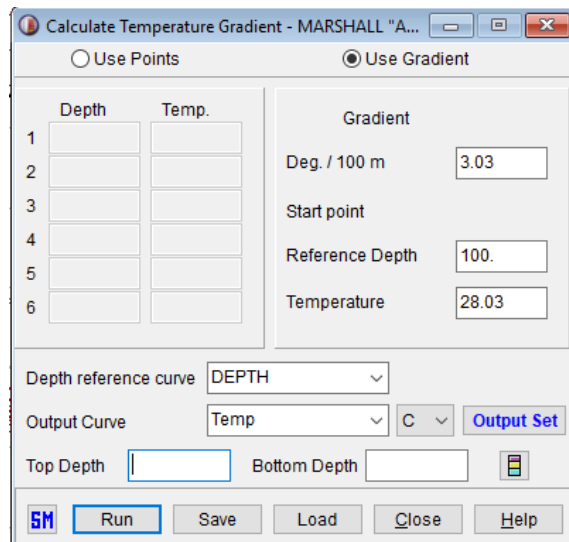 Calculate Temperature Gradient - MARSHALL "A...
Use Points
Use Gradient
Depth Temp.
1
2
3
4
5
6
Gradient
Deg. / 100 m 3.03
Start point
Reference Depth 100.
Temperature 28.03
Depth reference curve DEPTH
Output Curve Temp C Output Set
Top Depth Bottom Depth
SM Run Save Load Close Help